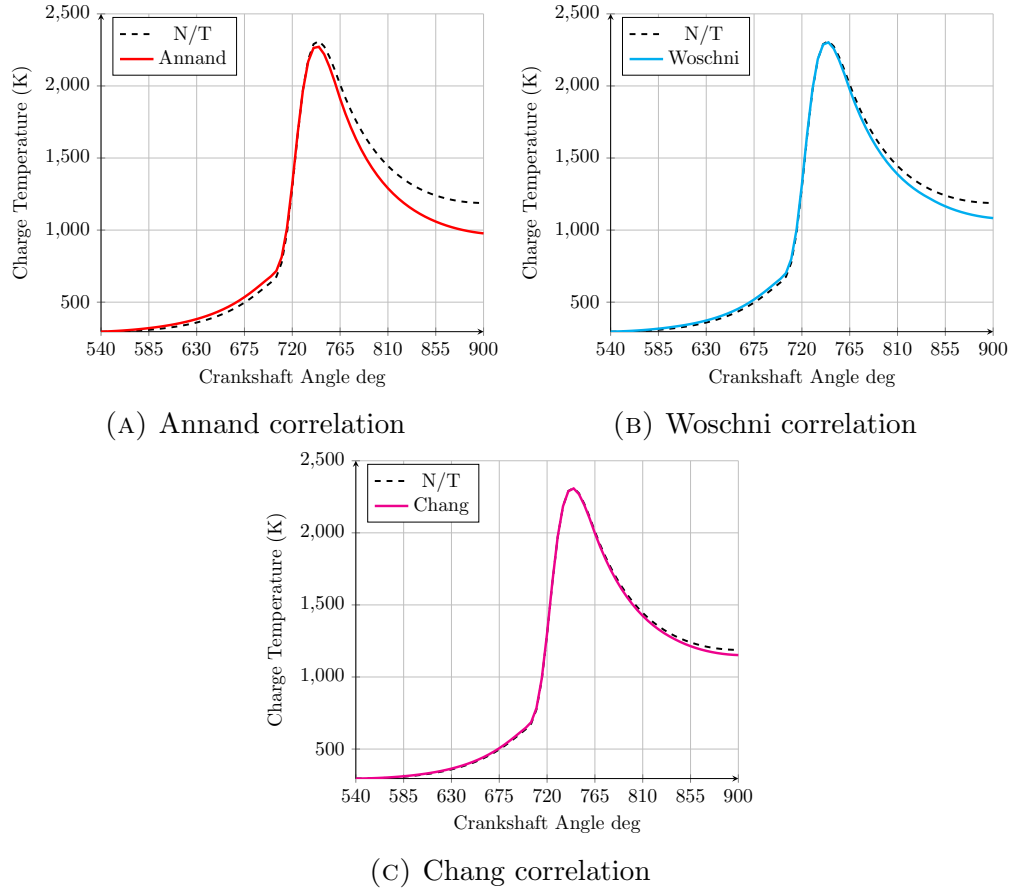 2,500
2,000
1,500
1,000
500
Charge Temperature (K)
N/T
Annand
540 585 630 675 720 765 810 855 900
Crankshaft Angle deg
(A) Annand correlation
2,500
2,000
1,500
1,000
500
Charge Temperature (K)
N/T
Woschni
540 585 630 675 720 765 810 855 900
Crankshaft Angle deg
(B) Woschni correlation
2,500
2,000
1,500
1,000
500
Charge Temperature (K)
N/T
Chang
540 585 630 675 720 765 810 855 900
Crankshaft Angle deg
(C) Chang correlation